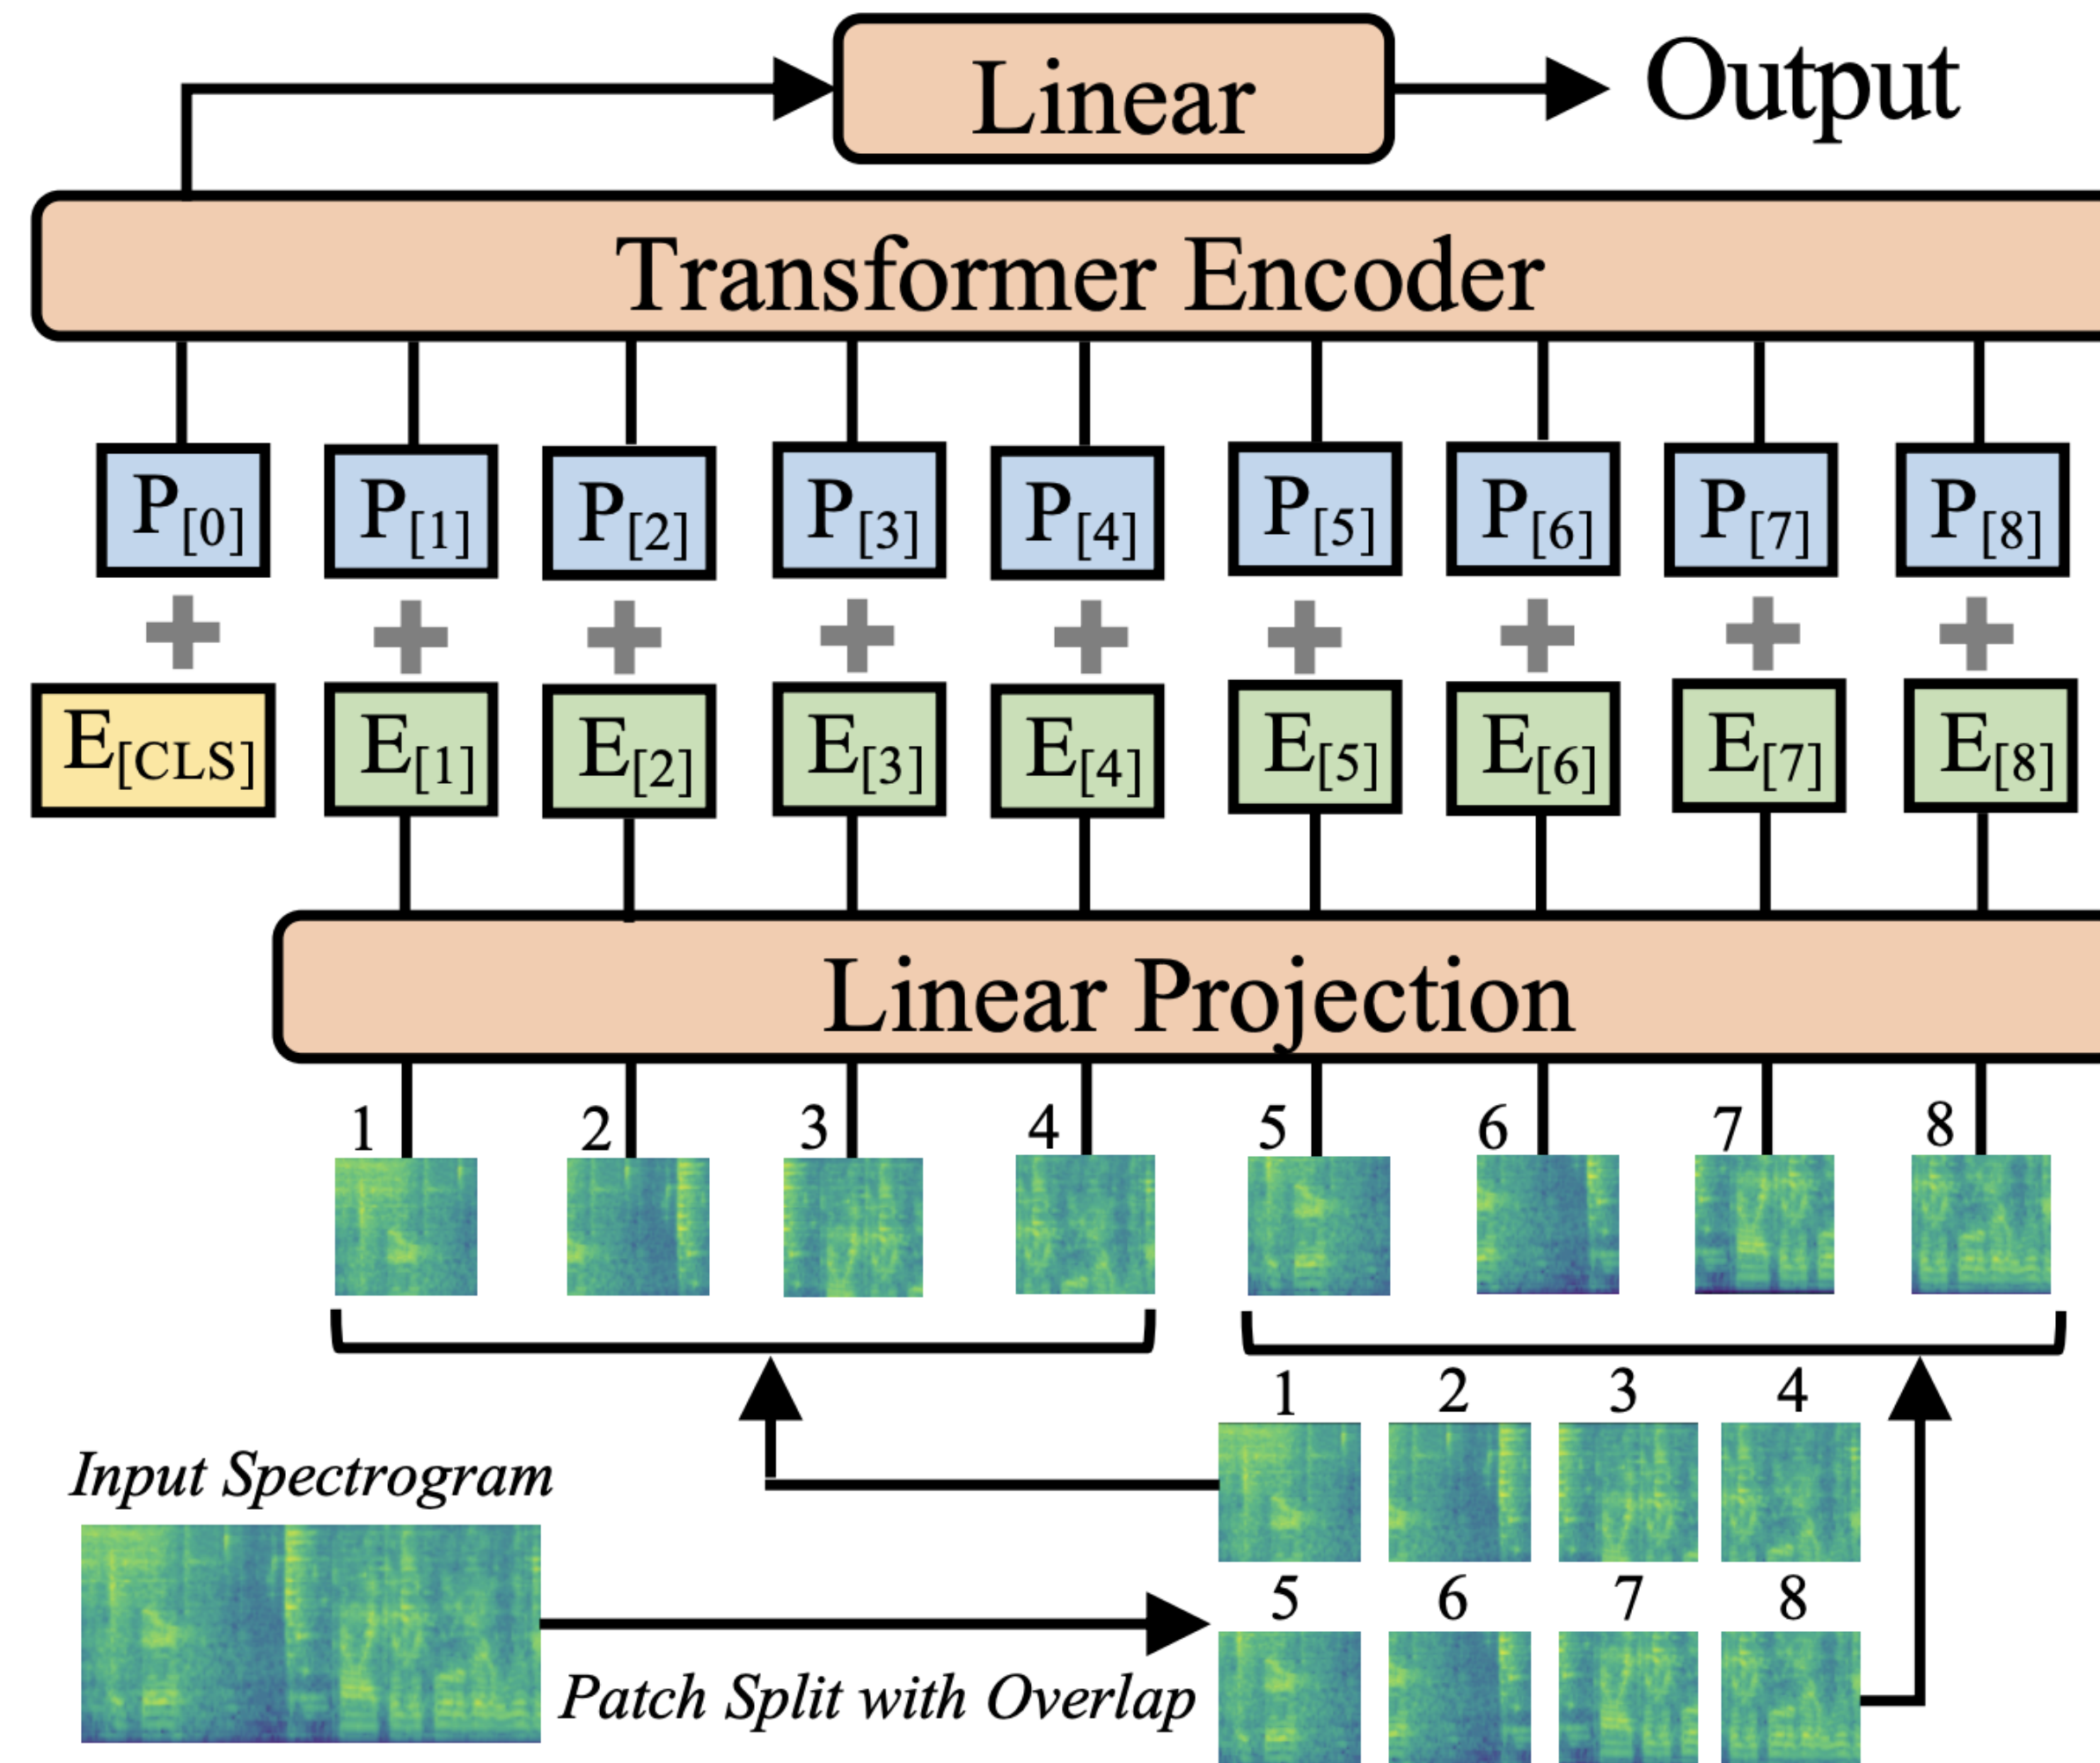 Linear Output
Transformer Encoder
P[0] P[1] P[2] P[3] P[4] P[5] P[6] P[7] P[8]
+ + + + + + + + +
E[CLS] E[1] E[2] E[3] E[4] E[5] E[6] E[7] E[8]
Linear Projection
1 2 3 4 5 6 7 8
1 2 3 4
Input Spectrogram
5 6 7 8
Patch Split with Overlap